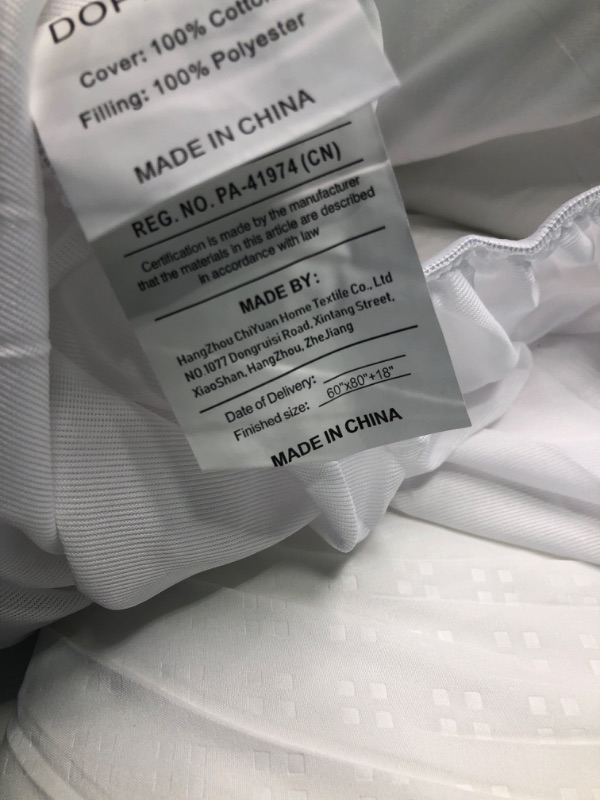 Cover: 100% Cotton
Filling: 100% Polyester
MADE IN CHINA
REG. NO. PA-41974 (CN)
Certification is made by the manufacturer
that the materials in this article are described
in accordance with law
MADE BY:
HangZhou ChiYuan Home Textile Co., Ltd
NO.1077 Dongruisi Road, Xintang Street,
XiaoShan, HangZhou, ZheJiang
Date of Delivery:
Finished size: 60"x80"+18"
MADE IN CHINA